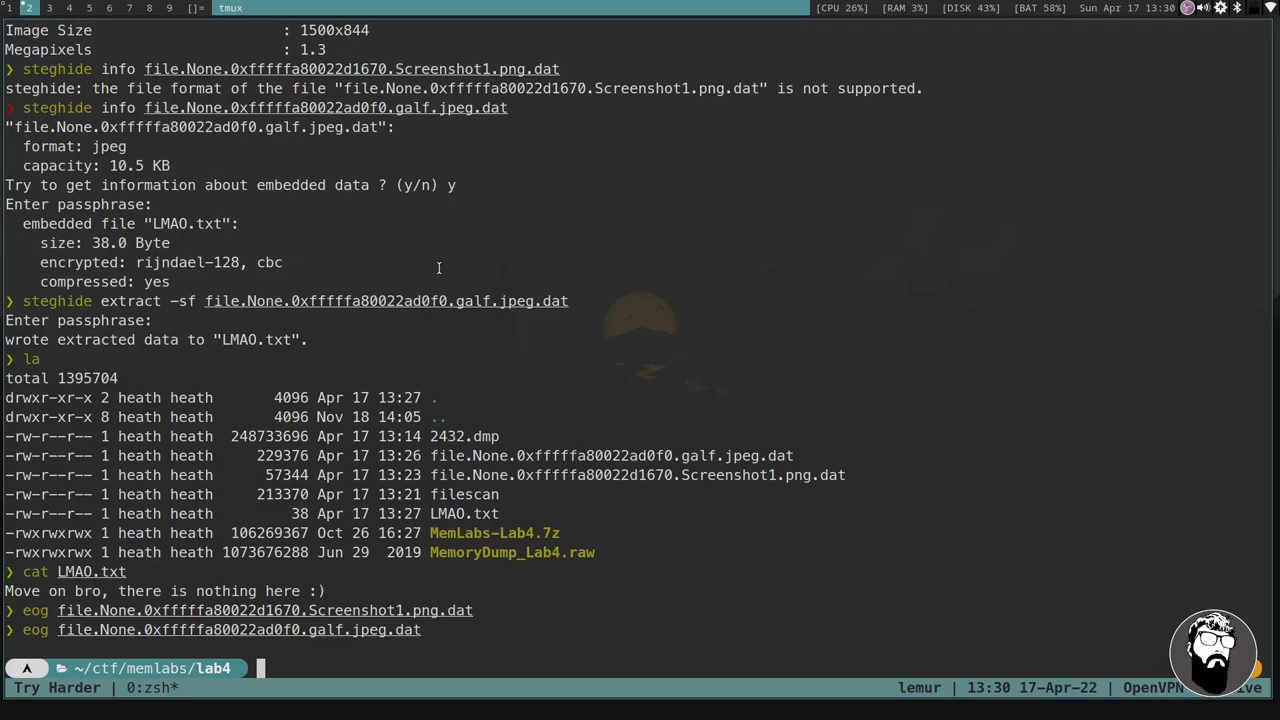 1 2 3 4 5 6 7 8 9 []= tmux [CPU 26%] [RAM 3%] [DISK 43%] [BAT 58%] Sun Apr 17 13:30
Image Size : 1500x844
Megapixels : 1.3
❯ steghide info file.None.0xfffffa80022d1670.Screenshot1.png.dat
steghide: the file format of the file "file.None.0xfffffa80022d1670.Screenshot1.png.dat" is not supported.
❯ steghide info file.None.0xfffffa80022ad0f0.galf.jpeg.dat
"file.None.0xfffffa80022ad0f0.galf.jpeg.dat":
format: jpeg
capacity: 10.5 KB
Try to get information about embedded data ? (y/n) y
Enter passphrase:
embedded file "LMAO.txt":
size: 38.0 Byte
encrypted: rijndael-128, cbc
compressed: yes
❯ steghide extract -sf file.None.0xfffffa80022ad0f0.galf.jpeg.dat
Enter passphrase:
wrote extracted data to "LMAO.txt".
❯ la
total 1395704
drwxr-xr-x 2 heath heath 4096 Apr 17 13:27 .
drwxr-xr-x 8 heath heath 4096 Nov 18 14:05 ..
-rw-r--r-- 1 heath heath 248733696 Apr 17 13:14 2432.dmp
-rw-r--r-- 1 heath heath 229376 Apr 17 13:26 file.None.0xfffffa80022ad0f0.galf.jpeg.dat
-rw-r--r-- 1 heath heath 57344 Apr 17 13:23 file.None.0xfffffa80022d1670.Screenshot1.png.dat
-rw-r--r-- 1 heath heath 213370 Apr 17 13:21 filescan
-rw-r--r-- 1 heath heath 38 Apr 17 13:27 LMAO.txt
-rwxrwxrwx 1 heath heath 106269367 Oct 26 16:27 MemLabs-Lab4.7z
-rwxrwxrwx 1 heath heath 1073676288 Jun 29 2019 MemoryDump_Lab4.raw
❯ cat LMAO.txt
Move on bro, there is nothing here :)
❯ eog file.None.0xfffffa80022d1670.Screenshot1.png.dat
❯ eog file.None.0xfffffa80022ad0f0.galf.jpeg.dat
~/ctf/memlabs/lab4
Try Harder | 0:zsh* lemur | 13:30 17-Apr-22 | OpenVPN